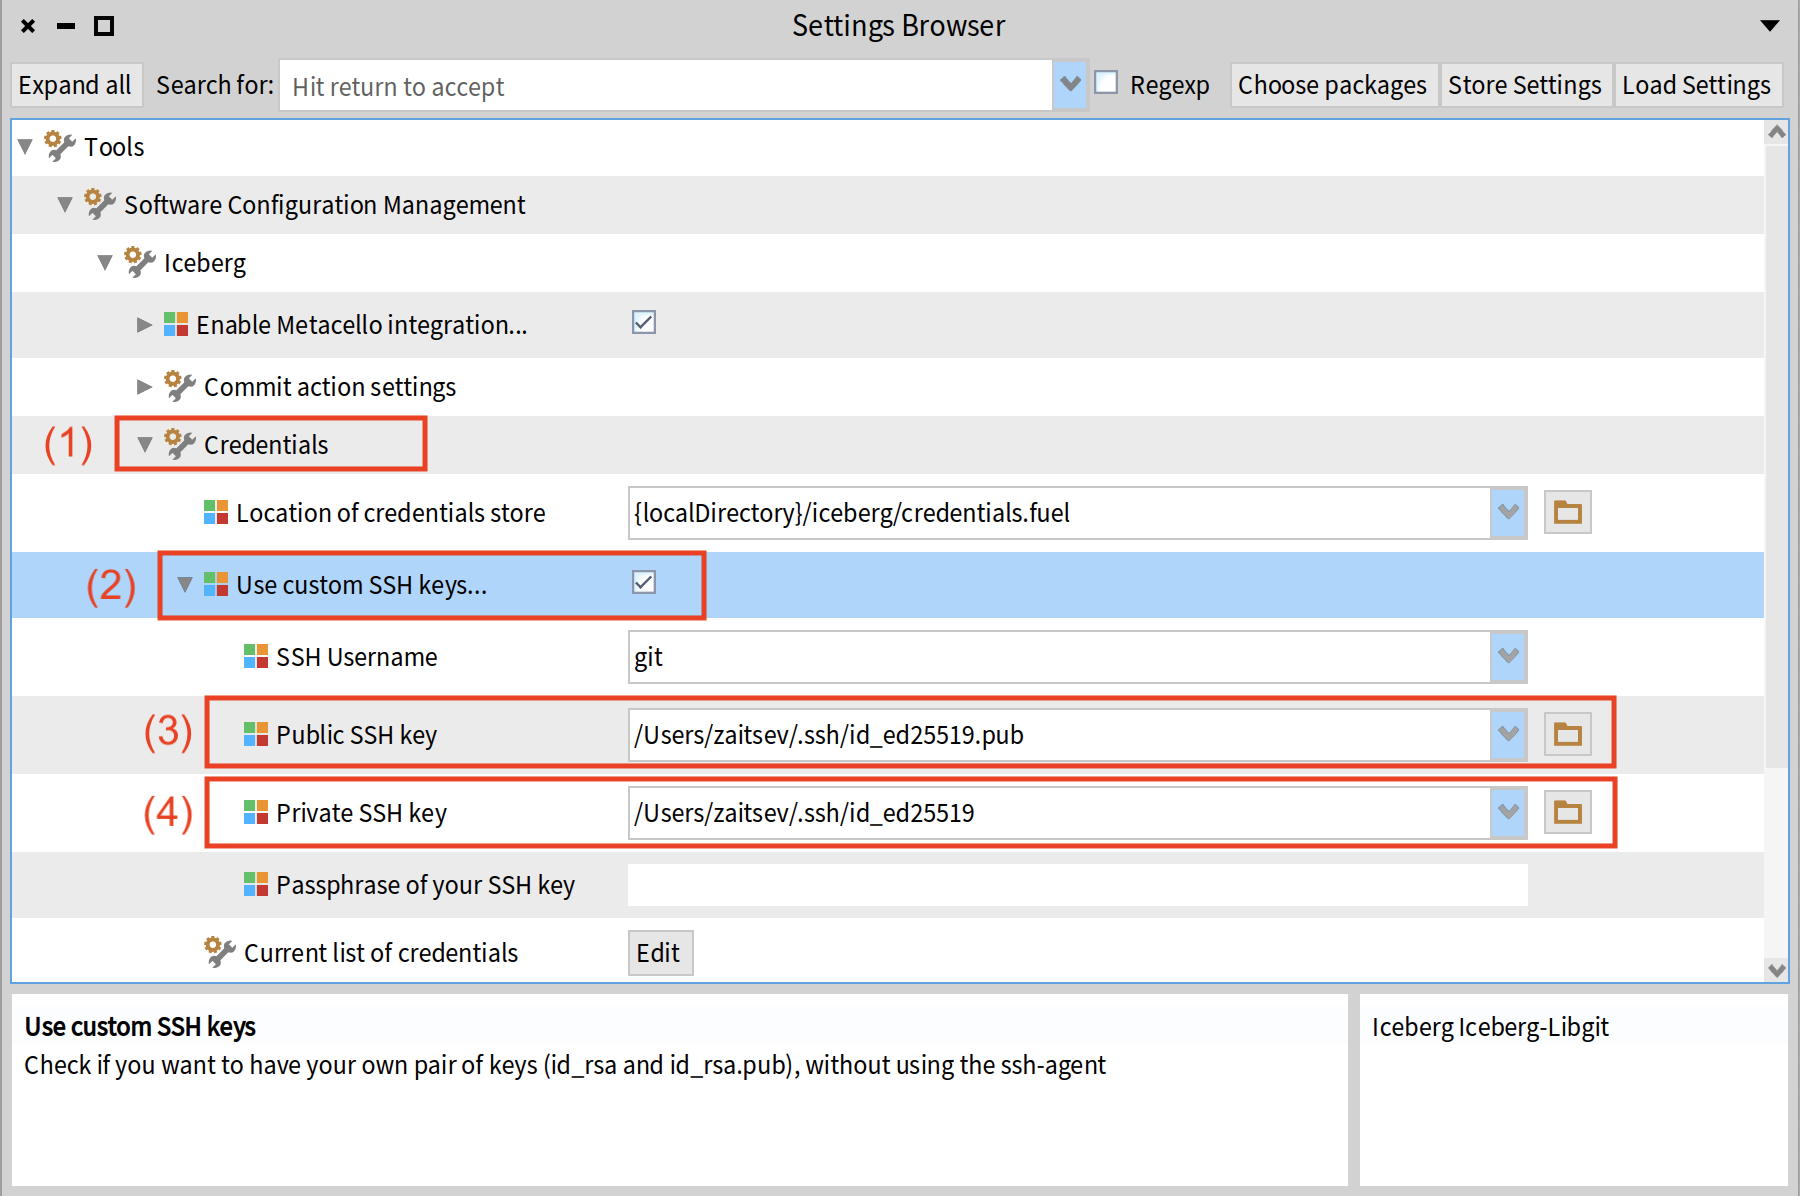 Settings Browser
Expand all Search for: Hit return to accept Regexp Choose packages Store Settings Load Settings
Tools
Software Configuration Management
Iceberg
Enable Metacello integration...
Commit action settings
(1) Credentials
Location of credentials store {localDirectory}/iceberg/credentials.fuel
(2) Use custom SSH keys...
SSH Username git
(3) Public SSH key /Users/zaitsev/.ssh/id_ed25519.pub
(4) Private SSH key /Users/zaitsev/.ssh/id_ed25519
Passphrase of your SSH key
Current list of credentials Edit
Use custom SSH keys
Check if you want to have your own pair of keys (id_rsa and id_rsa.pub), without using the ssh-agent
Iceberg Iceberg-Libgit